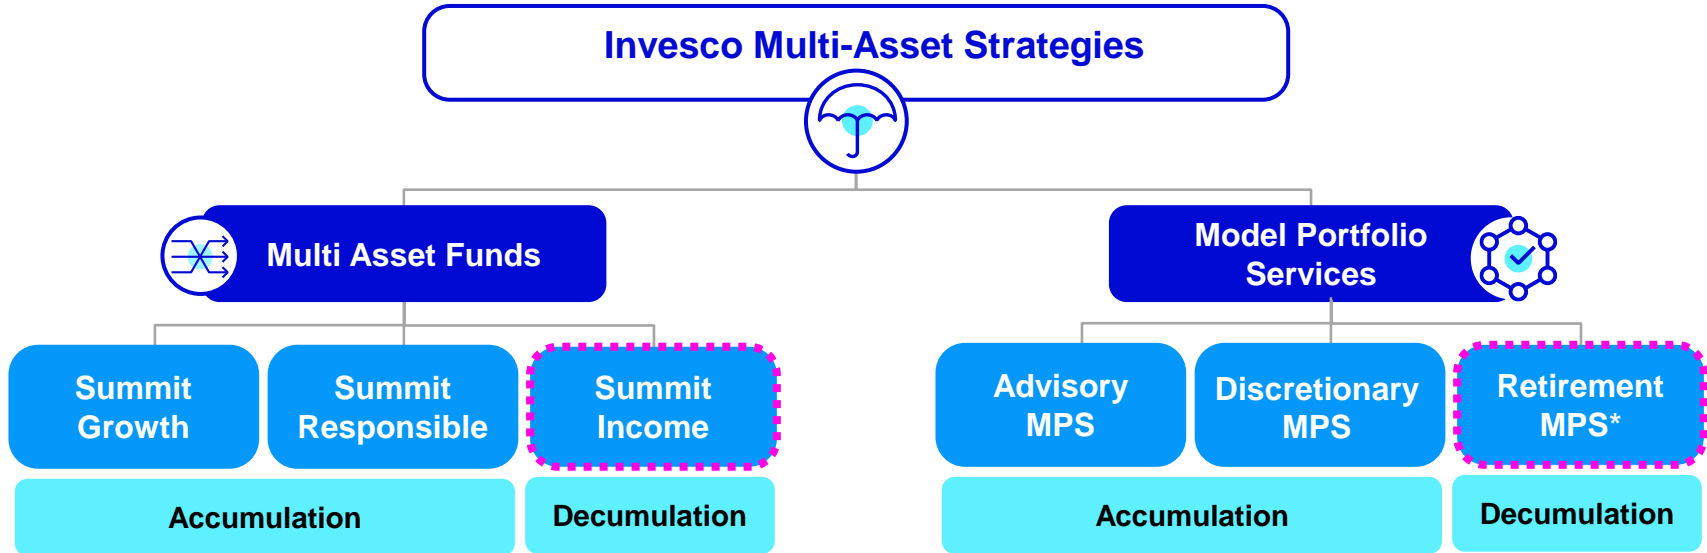 Invesco Multi-Asset Strategies
Multi Asset Funds
Model Portfolio
Services
Summit
Growth
Summit
Responsible
Summit
Income
Advisory
MPS
Discretionary
MPS
Retirement
MPS*
Accumulation
Decumulation
Accumulation
Decumulation